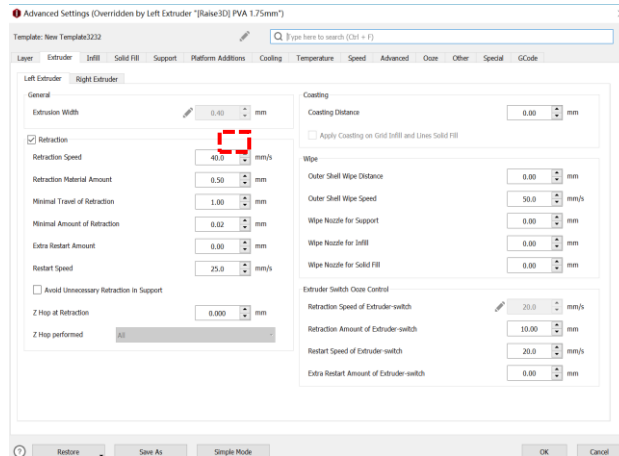 Advanced Settings (Overridden by Left Extruder "[Raise3D] PVA 1.75mm")
Template: New Template3232
Type here to search (Ctrl + F)
Layer Extruder Infill Solid Fill Support Platform Additions Cooling Temperature Speed Advanced Ooze Other Special GCode
Left Extruder Right Extruder
General
Extrusion Width 0.40 mm
Retraction
Retraction Speed 40.0 mm/s
Retraction Material Amount 0.50 mm
Minimal Travel of Retraction 1.00 mm
Minimal Amount of Retraction 0.02 mm
Extra Restart Amount 0.00 mm
Restart Speed 25.0 mm/s
Avoid Unnecessary Retraction in Support
Z Hop at Retraction 0.000 mm
Z Hop performed All
Coasting
Coasting Distance 0.00 mm
Apply Coasting on Grid Infill and Lines Solid Fill
Wipe
Outer Shell Wipe Distance 0.00 mm
Outer Shell Wipe Speed 50.0 mm/s
Wipe Nozzle for Support 0.00 mm
Wipe Nozzle for Infill 0.00 mm
Wipe Nozzle for Solid Fill 0.00 mm
Extruder Switch Ooze Control
Retraction Speed of Extruder-switch 20.0 mm/s
Retraction Amount of Extruder-switch 10.00 mm
Restart Speed of Extruder-switch 20.0 mm/s
Extra Restart Amount of Extruder-switch 0.00 mm
? Restore Save As Simple Mode OK Cancel